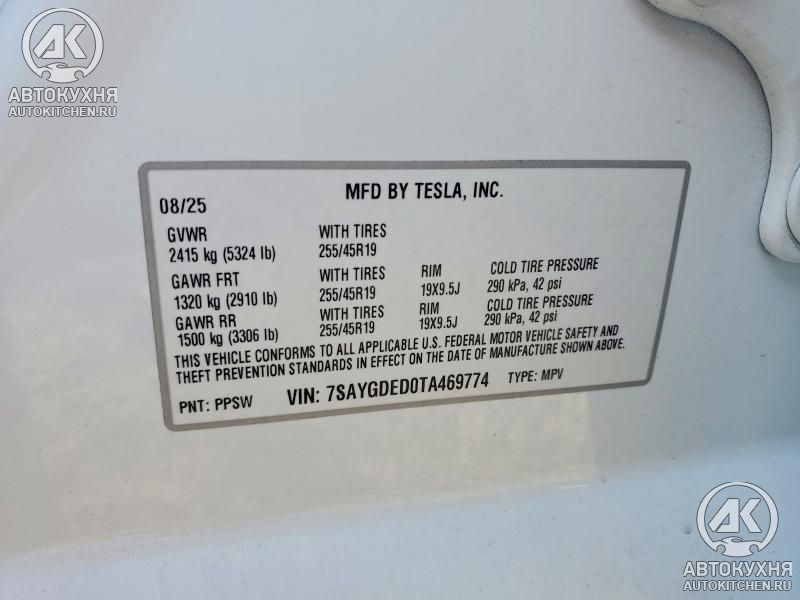 AK
АВТОКУХНЯ
AUTOKITCHEN.RU
MFD BY TESLA, INC.
08/25
GVWR WITH TIRES
2415 kg (5324 lb) 255/45R19
GAWR FRT WITH TIRES RIM COLD TIRE PRESSURE
1320 kg (2910 lb) 255/45R19 19X9.5J 290 kPa, 42 psi
GAWR RR WITH TIRES RIM COLD TIRE PRESSURE
1500 kg (3306 lb) 255/45R19 19X9.5J 290 kPa, 42 psi
THIS VEHICLE CONFORMS TO ALL APPLICABLE U.S. FEDERAL MOTOR VEHICLE SAFETY AND
THEFT PREVENTION STANDARDS IN EFFECT ON THE DATE OF MANUFACTURE SHOWN ABOVE.
PNT: PPSW VIN: 7SAYGDED0TA469774 TYPE: MPV
AK
АВТОКУХНЯ
AUTOKITCHEN.RU